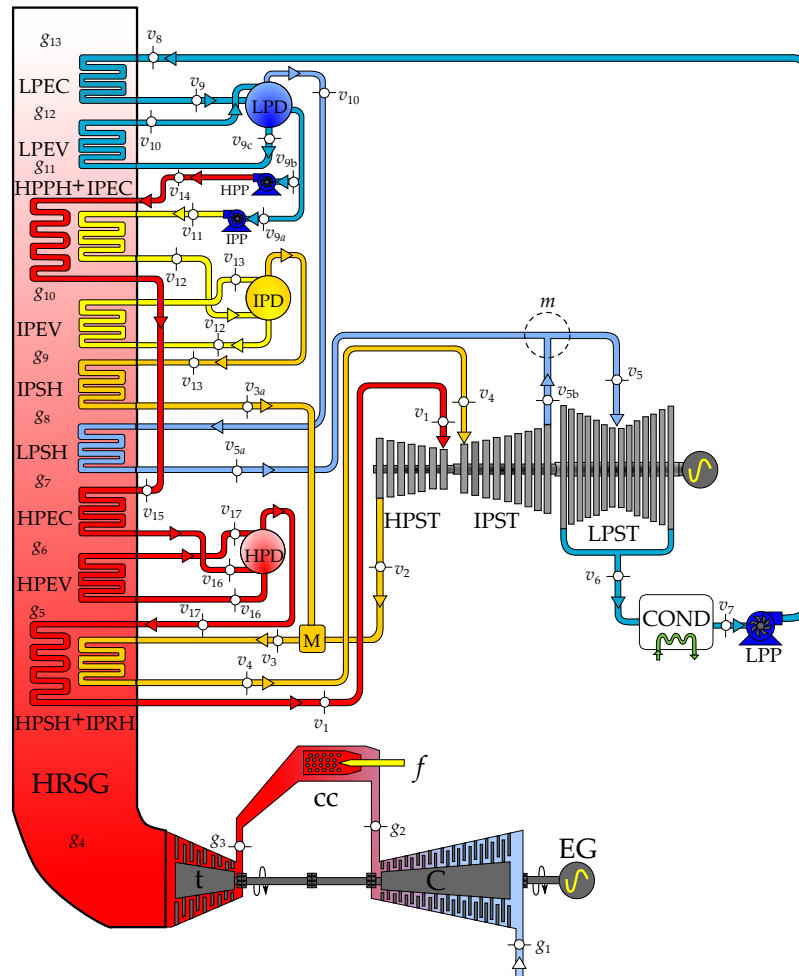 g13
v8
LPEC
v9
LPD
v10
g12
v10
v9c
LPEV
g11
v9b
HPPH+IPEC
v14
HPP
v11
IPP
v9a
v12
v13
g10
IPD
m
IPEV
v12
g9
v13
v5
IPSH
v3a
v4
v5b
g8
v1
LPSH
v5a
g7
HPST
IPST
LPST
HPEC
v15
v17
g6
HPD
v16
v2
v6
HPEV
v16
g5
v17
COND
v7
M
v3
v4
LPP
v1
HPSH+IPRH
f
HRSG
cc
g4
g3
g2
EG
t
C
g1